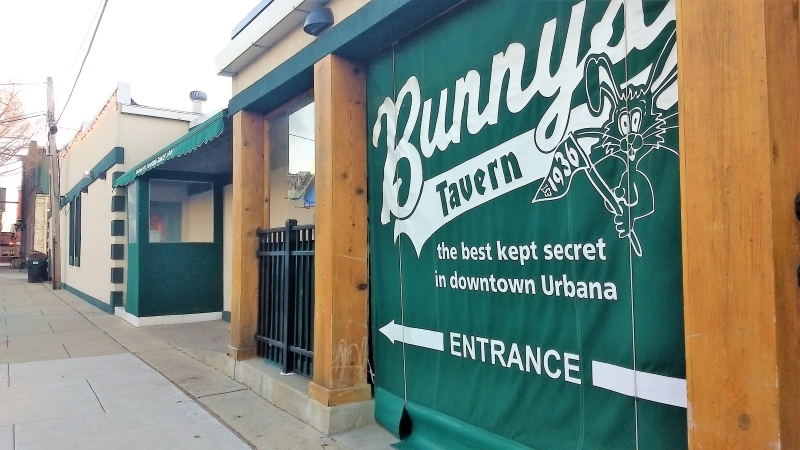 Bunny's
Tavern
EST 1936
the best kept secret
in downtown Urbana
ENTRANCE